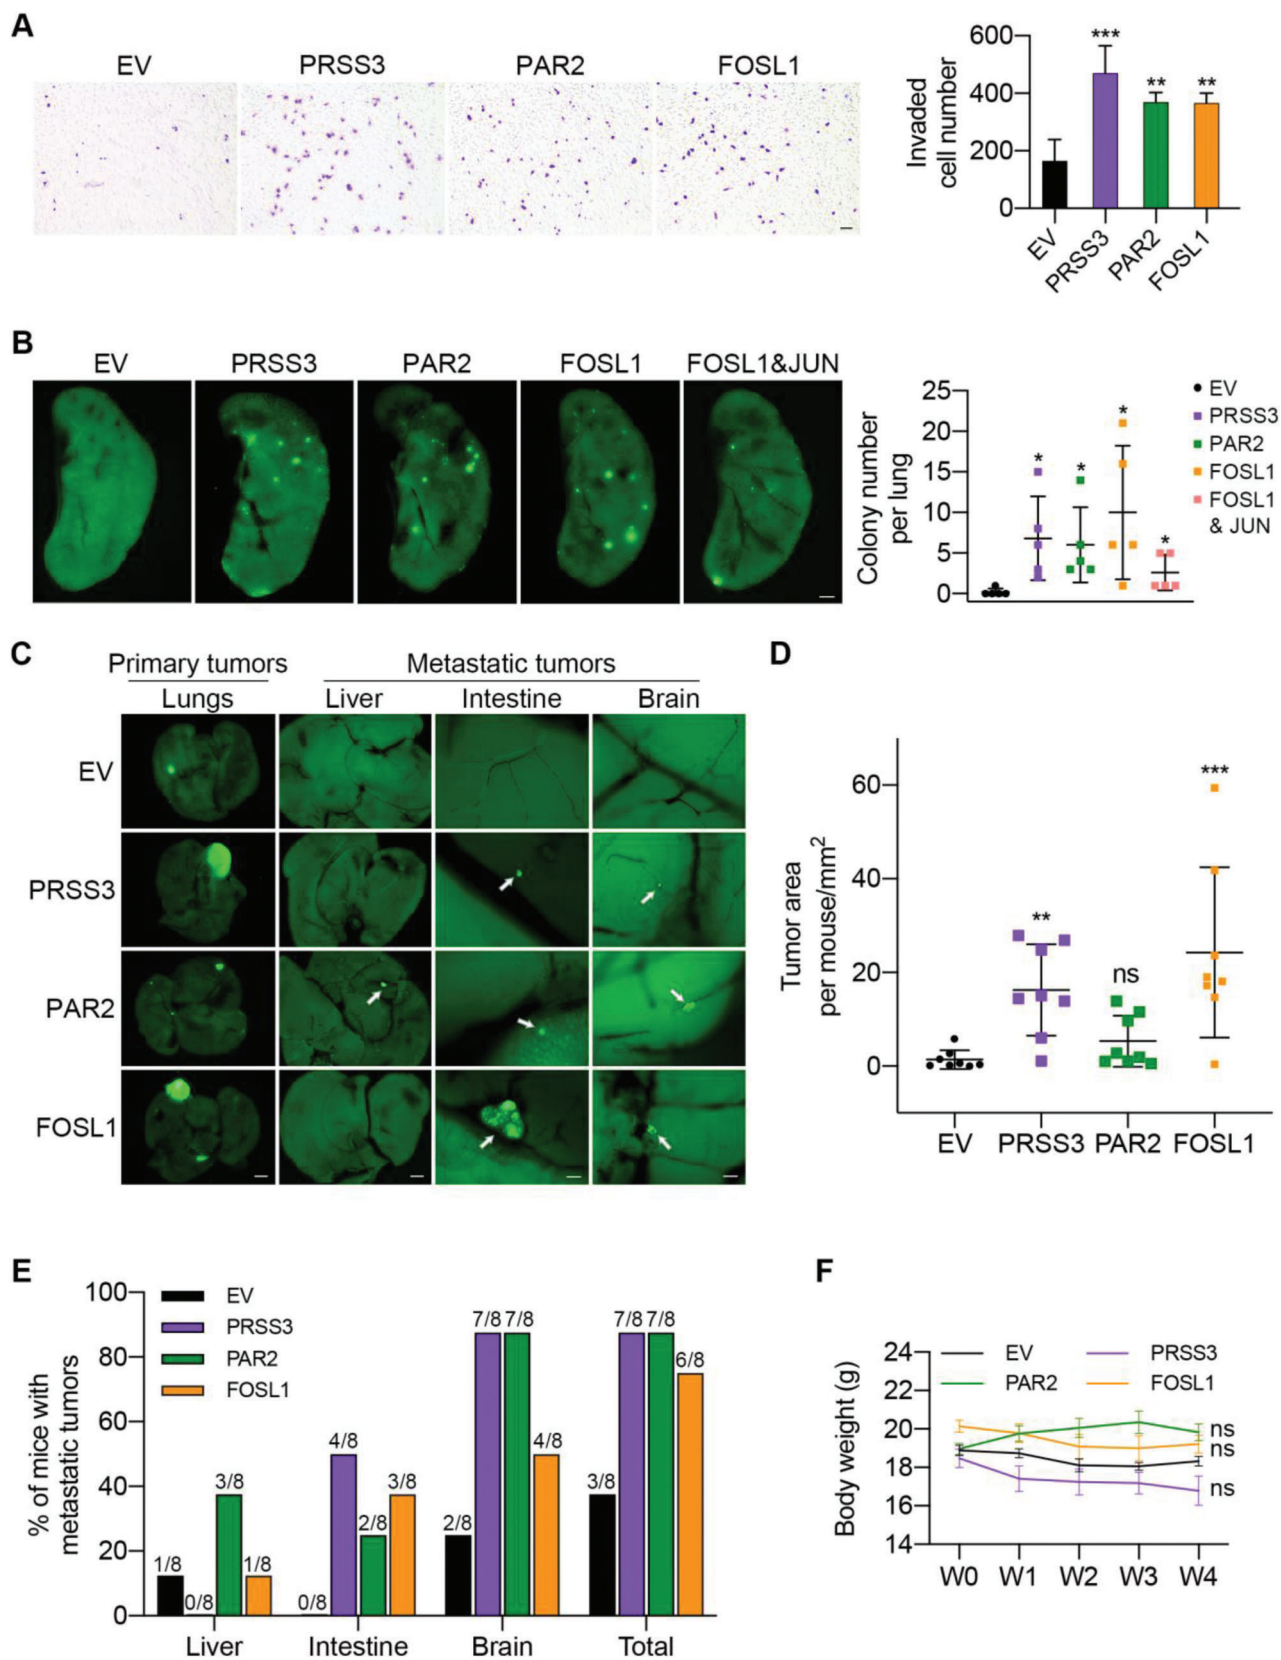 A
EV
PRSS3
PAR2
FOSL1
Invaded
cell number
600
400
200
0
***
**
**
EV
PRSS3
PAR2
FOSL1
B
EV
PRSS3
PAR2
FOSL1
FOSL1&JUN
Colony number
per lung
25
20
15
10
5
0
*
*
*
*
EV
PRSS3
PAR2
FOSL1
FOSL1
& JUN
C
Primary tumors
Metastatic tumors
Lungs
Liver
Intestine
Brain
EV
PRSS3
PAR2
FOSL1
D
Tumor area
per mouse/mm²
60
40
20
0
**
ns
***
EV
PRSS3
PAR2
FOSL1
E
% of mice with
metastatic tumors
100
80
60
40
20
0
EV
PRSS3
PAR2
FOSL1
1/8
0/8
3/8
1/8
0/8
4/8
2/8
3/8
2/8
7/8
7/8
4/8
3/8
7/8
7/8
6/8
Liver
Intestine
Brain
Total
F
Body weight (g)
24
22
20
18
16
14
EV
PRSS3
PAR2
FOSL1
ns
ns
ns
W0
W1
W2
W3
W4